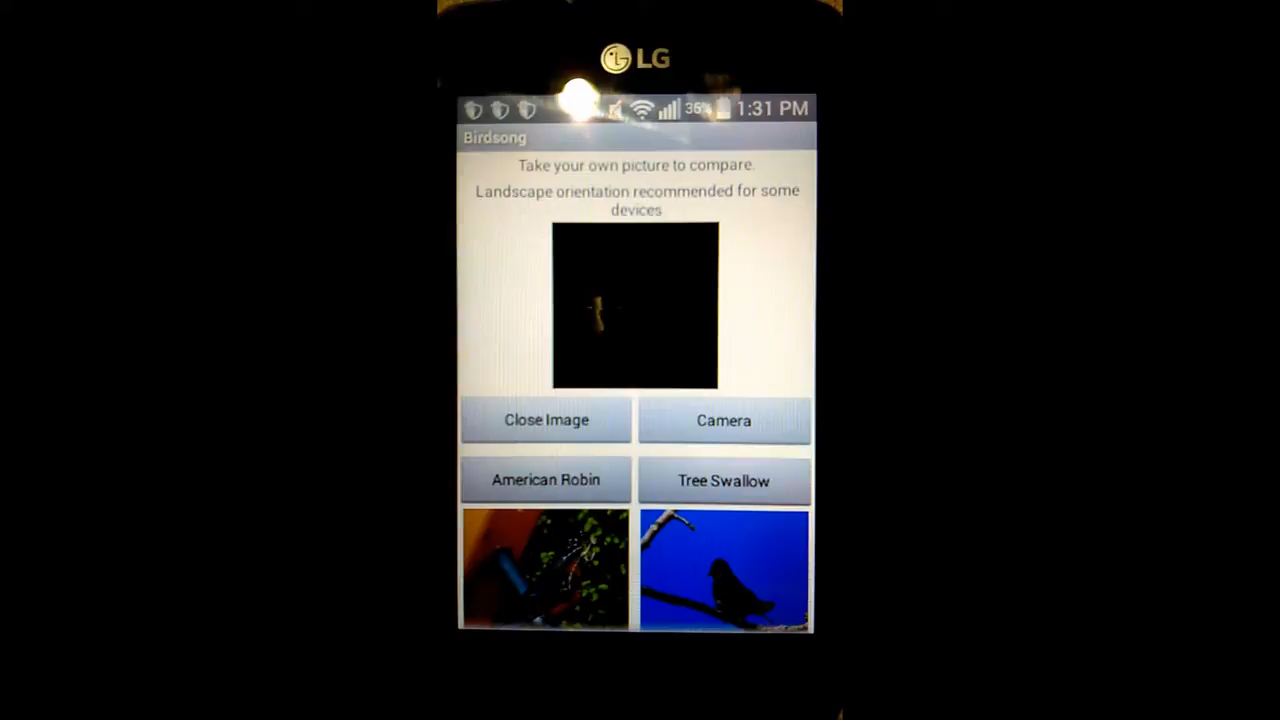 LG
35% 1:31 PM
Birdsong
Take your own picture to compare.
Landscape orientation recommended for some
devices
Close Image Camera
American Robin Tree Swallow